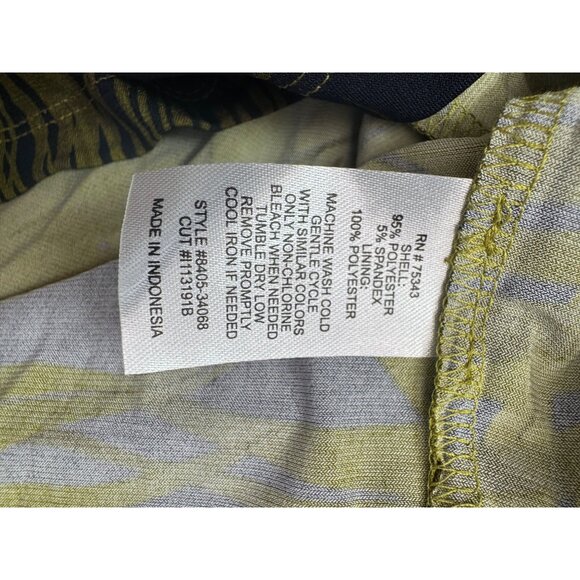 RN # 75343
SHELL:
95% POLYESTER
5% SPANDEX
LINING:
100% POLYESTER
MACHINE WASH COLD
GENTLE CYCLE
WITH SIMILAR COLORS
ONLY NON-CHLORINE
BLEACH WHEN NEEDED
TUMBLE DRY LOW
REMOVE PROMPTLY
COOL IRON IF NEEDED
STYLE #8405-34068
CUT #I113191B
MADE IN INDONESIA